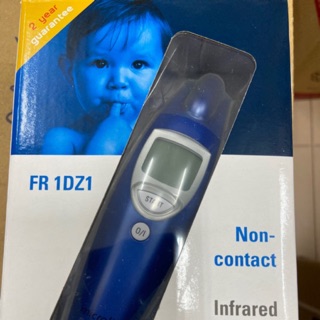 2 year
guarantee
FR 1DZ1
START
O/I
Non-
contact
Infrared